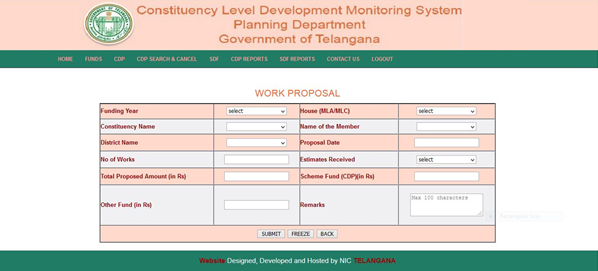 Constituency Level Development Monitoring System
Planning Department
Government of Telangana
HOME FUNDS CDP CDP SEARCH & CANCEL SDF CDP REPORTS SDF REPORTS CONTACT US LOGOUT
WORK PROPOSAL
Funding Year select House (MLA/MLC) select
Constituency Name Name of the Member
District Name Proposal Date
No of Works Estimates Received select
Total Proposed Amount (in Rs) Scheme Fund (CDP)(in Rs)
Other Fund (in Rs) Remarks Max 100 characters
SUBMIT FREEZE BACK
Website Designed, Developed and Hosted by NIC TELANGANA